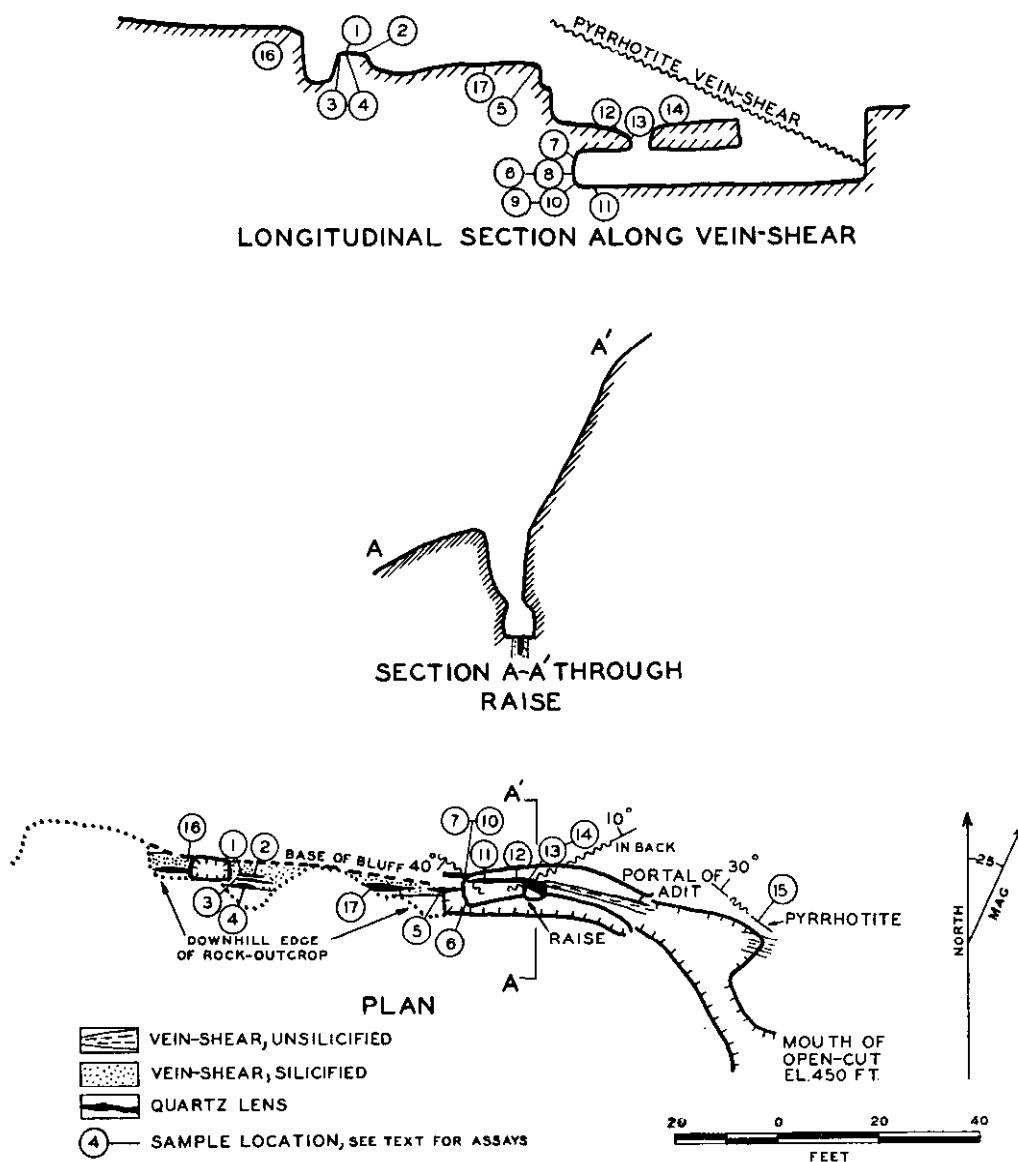 1 2
16
3 4
17
5
PYRRHOTITE VEIN-SHEAR
12 13 14
7
6 8
9 10
11
LONGITUDINAL SECTION ALONG VEIN-SHEAR
A'
A
SECTION A-A' THROUGH
RAISE
A'
16
1 2
3
4
BASE OF BLUFF 40°
7 10
11 12 13 14
10°
IN BACK
17
5
6
RAISE
PORTAL OF
ADIT
30°
15
PYRRHOTITE
DOWNHILL EDGE
OF ROCK-OUTCROP
A
PLAN
MOUTH OF
OPEN-CUT
EL. 450 FT.
NORTH
25
MAG
VEIN-SHEAR, UNSILICIFIED
VEIN-SHEAR, SILICIFIED
QUARTZ LENS
4 SAMPLE LOCATION, SEE TEXT FOR ASSAYS
20 0 20 40
FEET